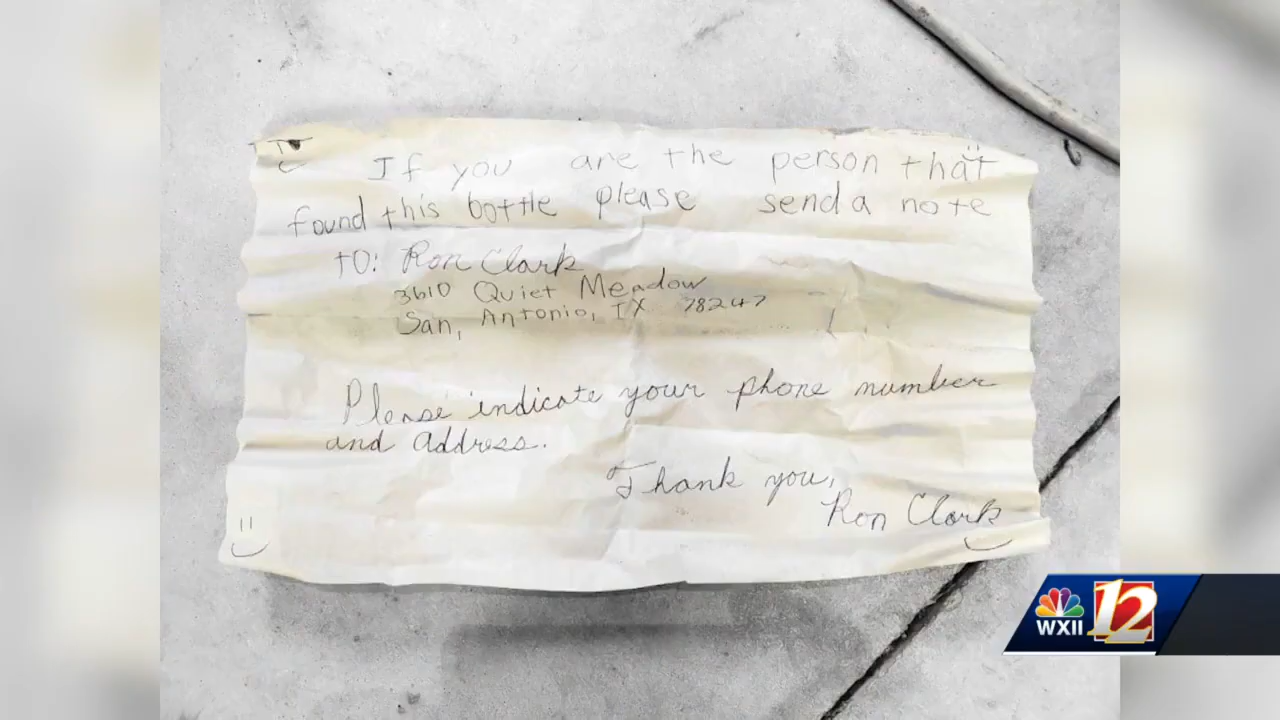 If you are the person that
found this bottle please send a note
to: Ron Clark
3610 Quiet Meadow
San, Antonio, TX 78247
Please indicate your phone number
and address.
Thank you,
Ron Clark
WXII 12